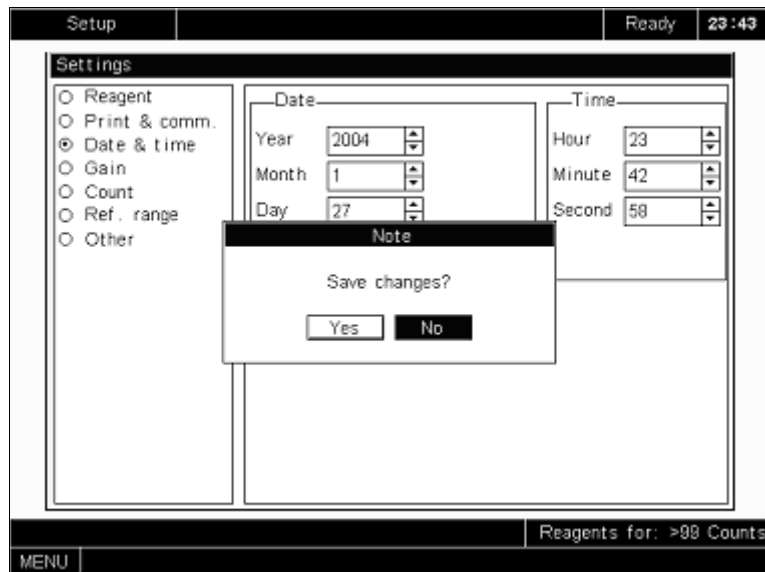 Setup Ready 23:43
Settings
Reagent
Print & comm.
Date & time
Gain
Count
Ref. range
Other
Date
Year 2004
Month 1
Day 27
Time
Hour 23
Minute 42
Second 58
Note
Save changes?
Yes No
Reagents for: >99 Counts
MENU